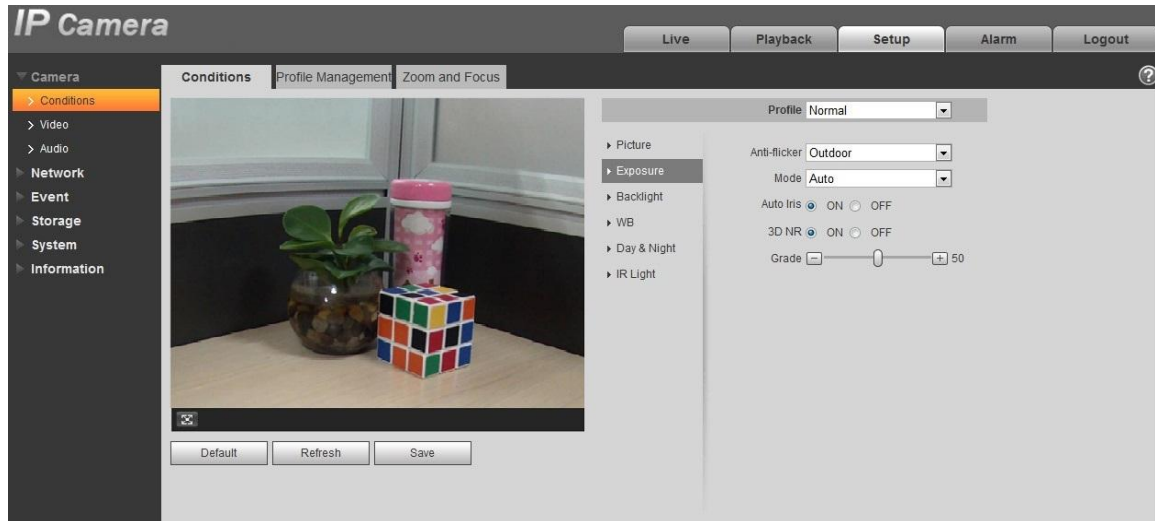 IP Camera
Live
Playback
Setup
Alarm
Logout
Camera
Conditions
Video
Audio
Network
Event
Storage
System
Information
Conditions
Profile Management
Zoom and Focus
?
Profile Normal
Picture
Exposure
Backlight
WB
Day & Night
IR Light
Anti-flicker Outdoor
Mode Auto
Auto Iris ON OFF
3D NR ON OFF
Grade 50
Default
Refresh
Save